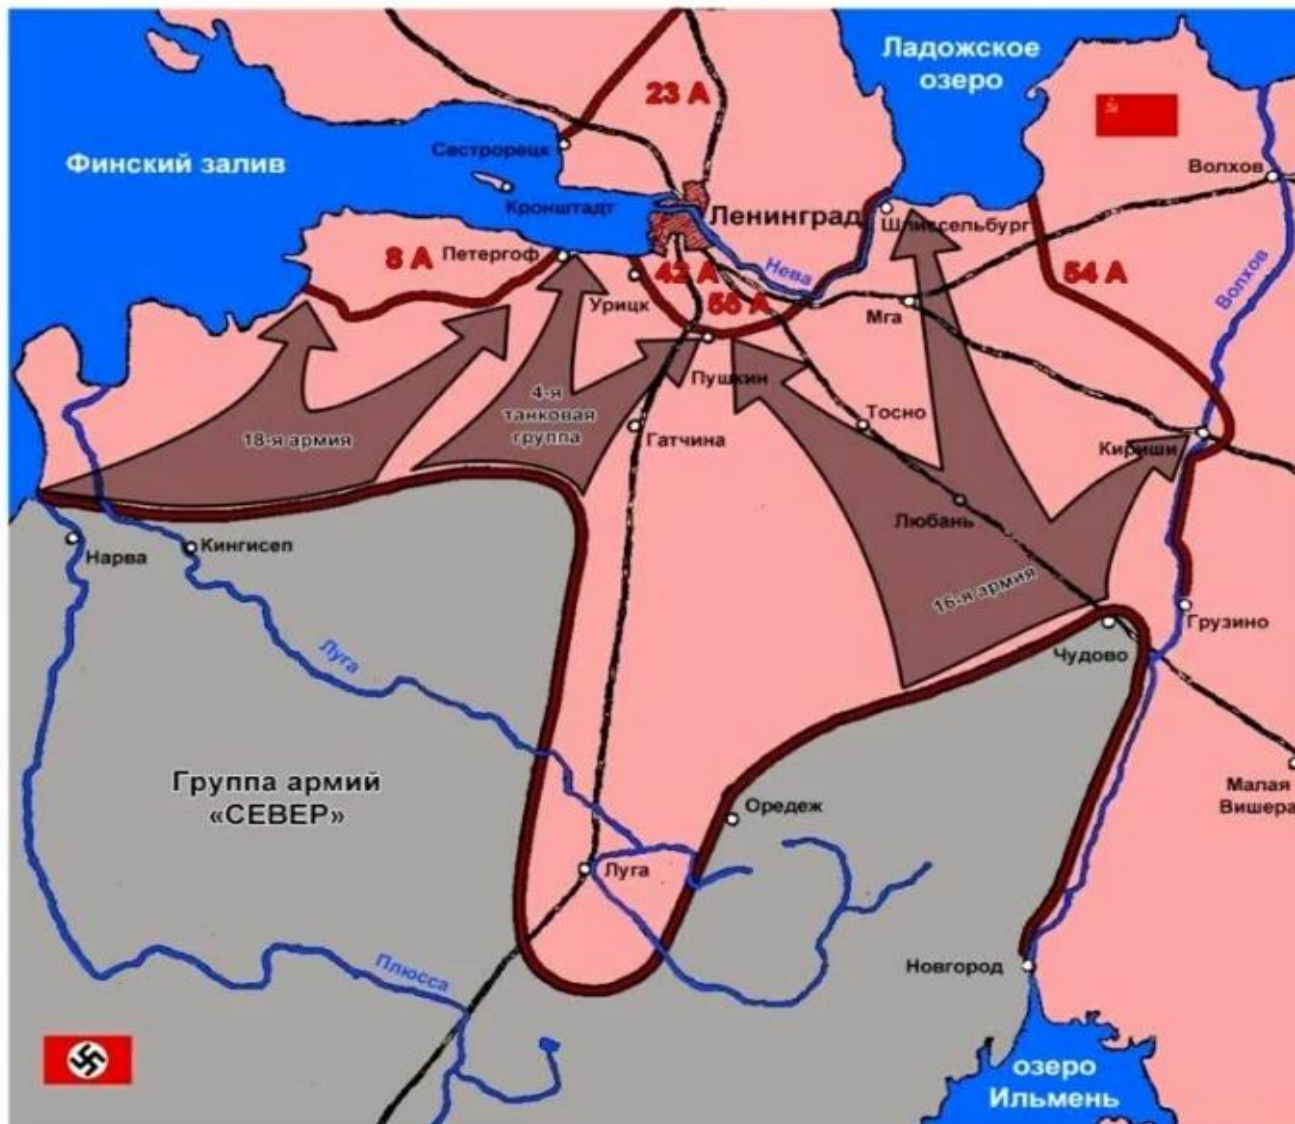 Ладожское
озеро
23 А
Финский залив
Сестрорецк
Волхов
Кронштадт
Ленинград
Шлиссельбург
8 А
Петергоф
42 А
Нева
54 А
Волхов
Урицк
55 А
Мга
Пушкин
4-я
танковая
группа
Тосно
18-я армия
Гатчина
Кириши
Любань
Нарва
Кингисеп
16-я армия
Грузино
Луга
Чудово
Группа армий
«СЕВЕР»
Малая
Вишера
Оредеж
Луга
Новгород
Плюсса
озеро
Ильмень